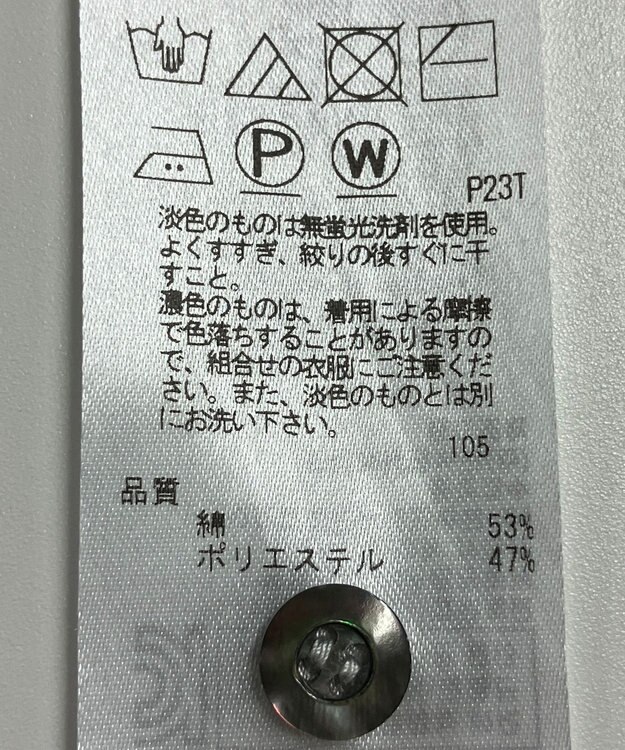 P
W
P23T
淡色のものは無蛍光洗剤を使用。
よくすすぎ、絞りの後すぐに干
すこと。
濃色のものは、着用による摩擦
で色落ちすることがありますの
で、組合せの衣服にご注意くだ
さい。また、淡色のものとは別
にお洗い下さい。
105
品質
綿 53%
ポリエステル 47%